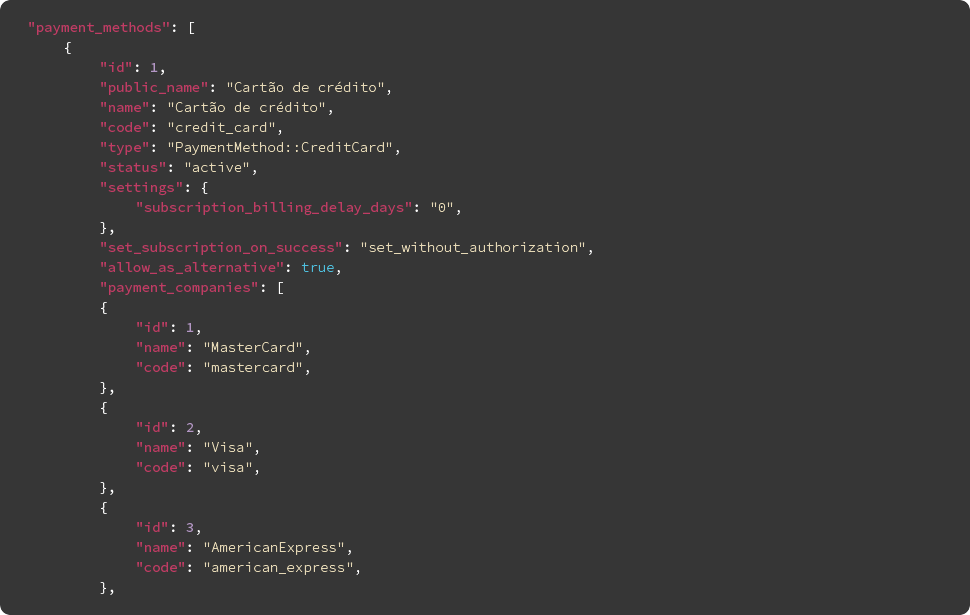 "payment_methods": [
{
"id": 1,
"public_name": "Cartão de crédito",
"name": "Cartão de crédito",
"code": "credit_card",
"type": "PaymentMethod::CreditCard",
"status": "active",
"settings": {
"subscription_billing_delay_days": "0",
},
"set_subscription_on_success": "set_without_authorization",
"allow_as_alternative": true,
"payment_companies": [
{
"id": 1,
"name": "MasterCard",
"code": "mastercard",
},
{
"id": 2,
"name": "Visa",
"code": "visa",
},
{
"id": 3,
"name": "AmericanExpress",
"code": "american_express",
},